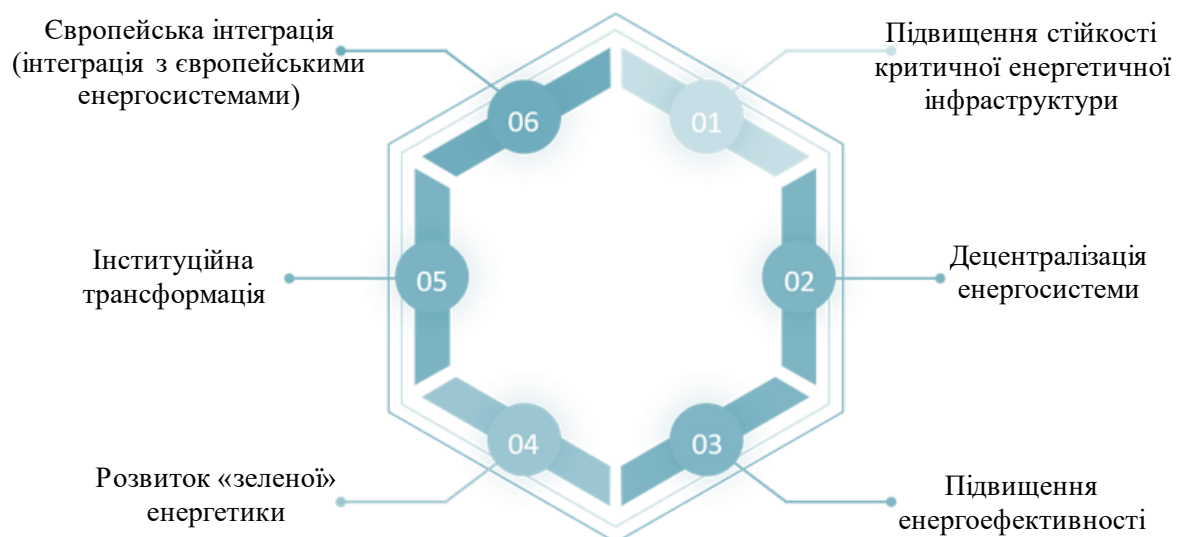 Європейська інтеграція
(інтеграція з європейськими
енергосистемами)
06
01
Підвищення стійкості
критичної енергетичної
інфраструктури
Інституційна
трансформація
05
02
Децентралізація
енергосистеми
Розвиток «зеленої»
енергетики
04
03
Підвищення
енергоефективності